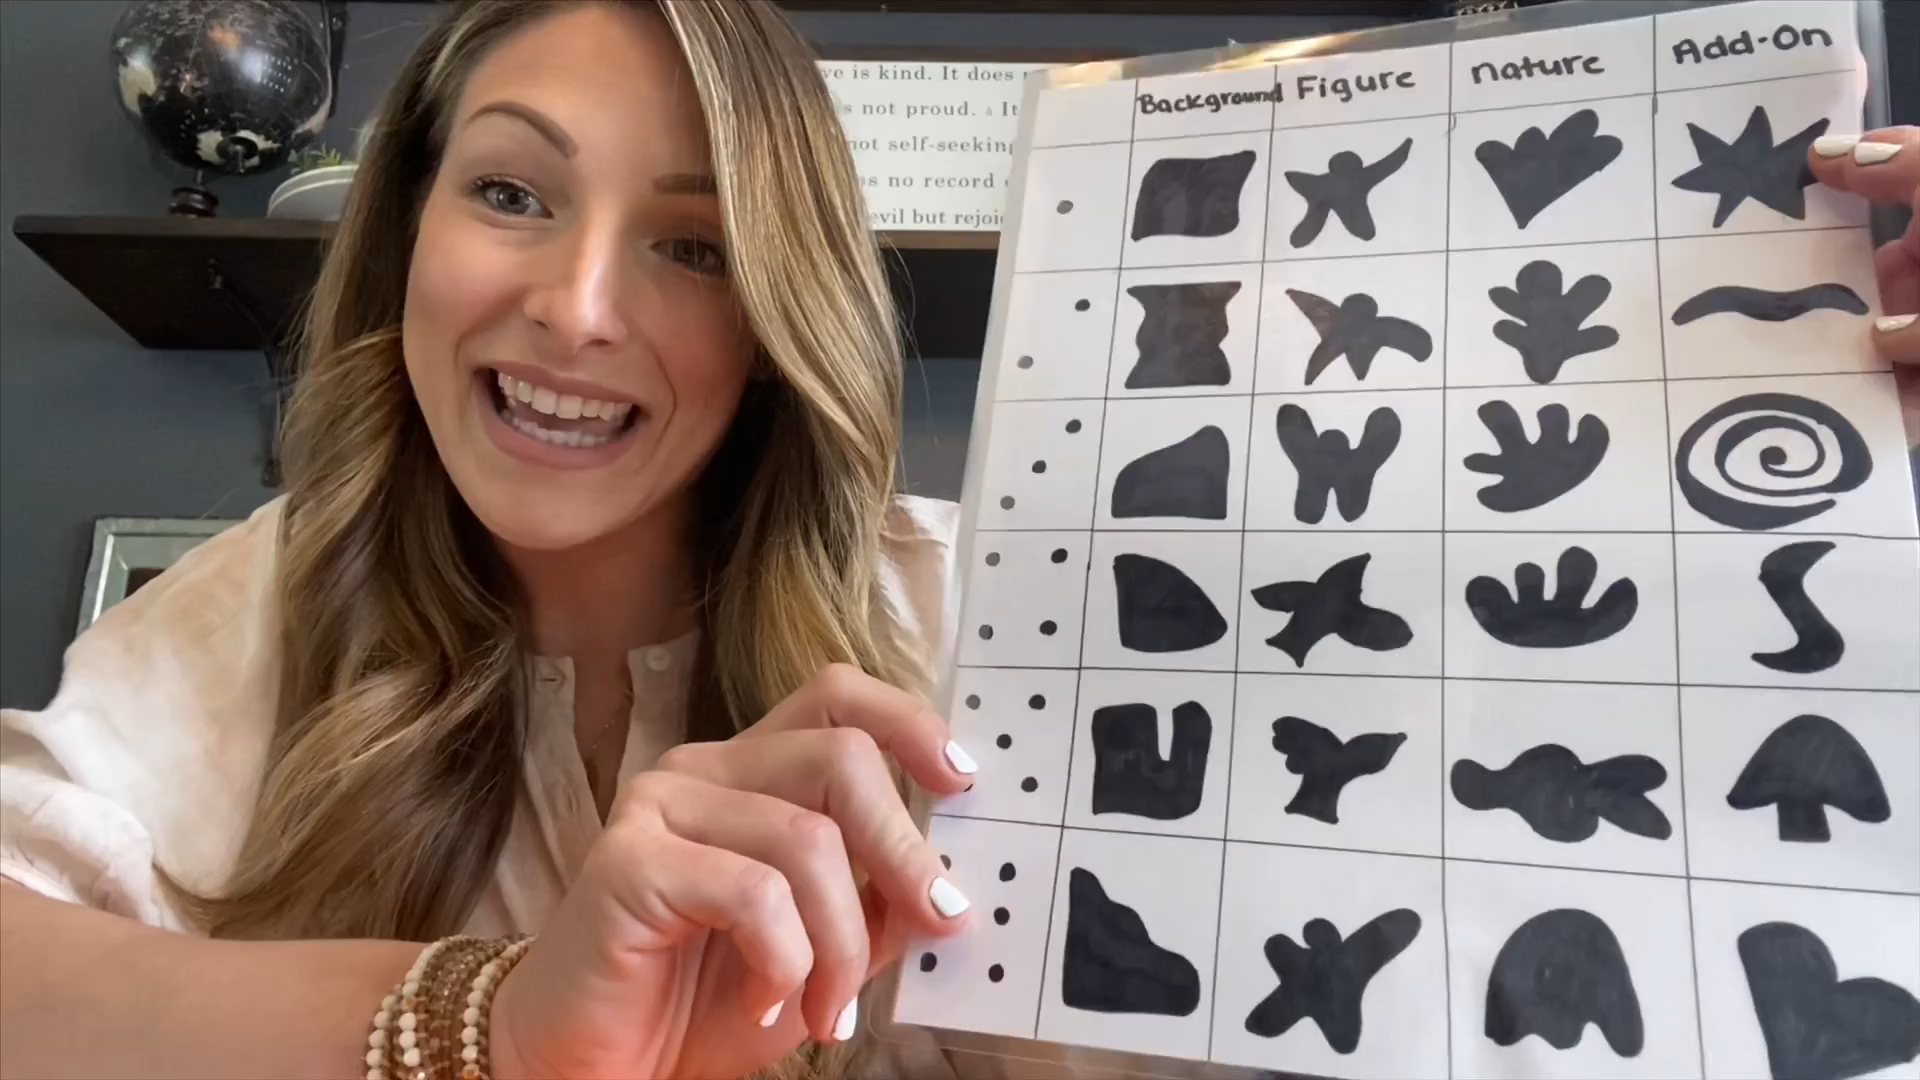 ve is kind. It does
s not proud. It
not self-seeking
s no record
evil but rejoi
Background Figure Nature Add-On